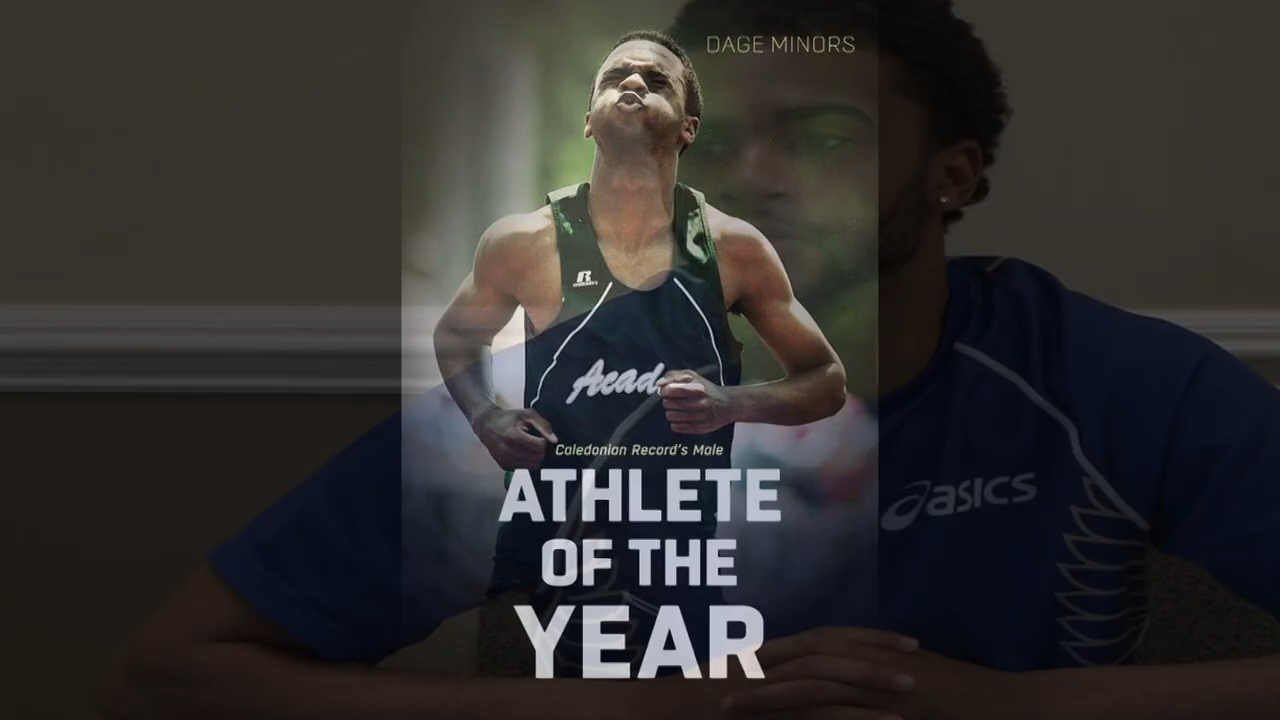 DAGE MINORS
R
Acad
Caledonian Record's Male
ATHLETE
OF THE
YEAR
asics